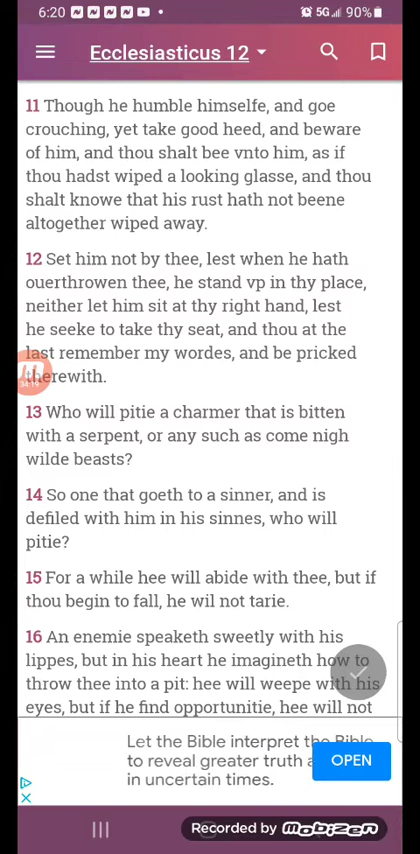 6:20 5G 90%
Ecclesiasticus 12
11 Though he humble himselfe, and goe
crouching, yet take good heed, and beware
of him, and thou shalt bee vnto him, as if
thou hadst wiped a looking glasse, and thou
shalt knowe that his rust hath not beene
altogether wiped away.
12 Set him not by thee, lest when he hath
ouerthrowen thee, he stand vp in thy place,
neither let him sit at thy right hand, lest
he seeke to take thy seat, and thou at the
last remember my wordes, and be pricked
therewith.
34:19
13 Who will pitie a charmer that is bitten
with a serpent, or any such as come nigh
wilde beasts?
14 So one that goeth to a sinner, and is
defiled with him in his sinnes, who will
pitie?
15 For a while hee will abide with thee, but if
thou begin to fall, he wil not tarie.
16 An enemie speaketh sweetly with his
lippes, but in his heart he imagineth how to
throw thee into a pit: hee will weepe with his
eyes, but if he find opportunitie, hee will not
Let the Bible interpret the Bible
to reveal greater truth
in uncertain times.
OPEN
Recorded by mobizen